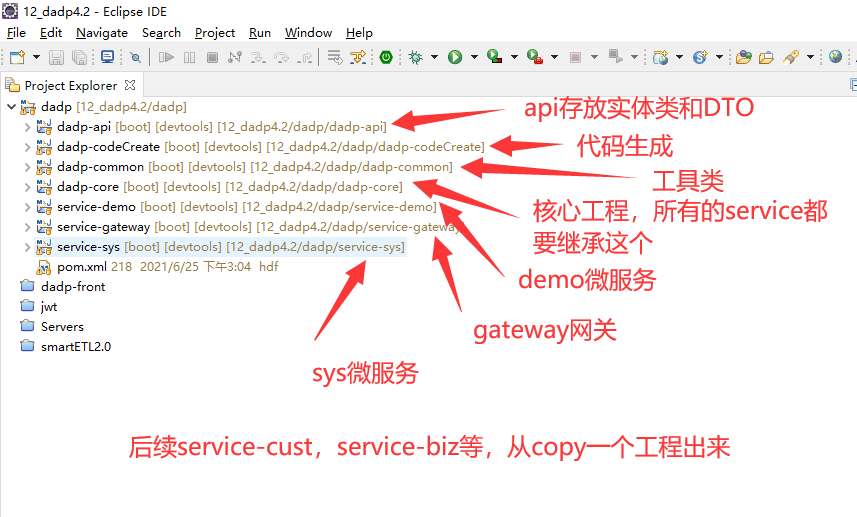 12_dadp4.2 - Eclipse IDE
File Edit Navigate Search Project Run Window Help
Project Explorer
dadp [12_dadp4.2/dadp]
dadp-api [boot] [devtools] [12_dadp4.2/dadp/dadp-api]
api存放实体类和DTO
dadp-codeCreate [boot] [devtools] [12_dadp4.2/dadp/dadp-codeCreate]
代码生成
dadp-common [boot] [devtools] [12_dadp4.2/dadp/dadp-common]
工具类
dadp-core [boot] [devtools] [12_dadp4.2/dadp/dadp-core]
核心工程，所有的service都
要继承这个
service-demo [boot] [devtools] [12_dadp4.2/dadp/service-demo]
demo微服务
service-gateway [boot] [devtools] [12_dadp4.2/dadp/service-gateway
gateway网关
service-sys [boot] [devtools] [12_dadp4.2/dadp/service-sys]
sys微服务
pom.xml 218 2021/6/25 下午3:04 hdf
dadp-front
jwt
Servers
smartETL2.0
后续service-cust，service-biz等，从copy一个工程出来